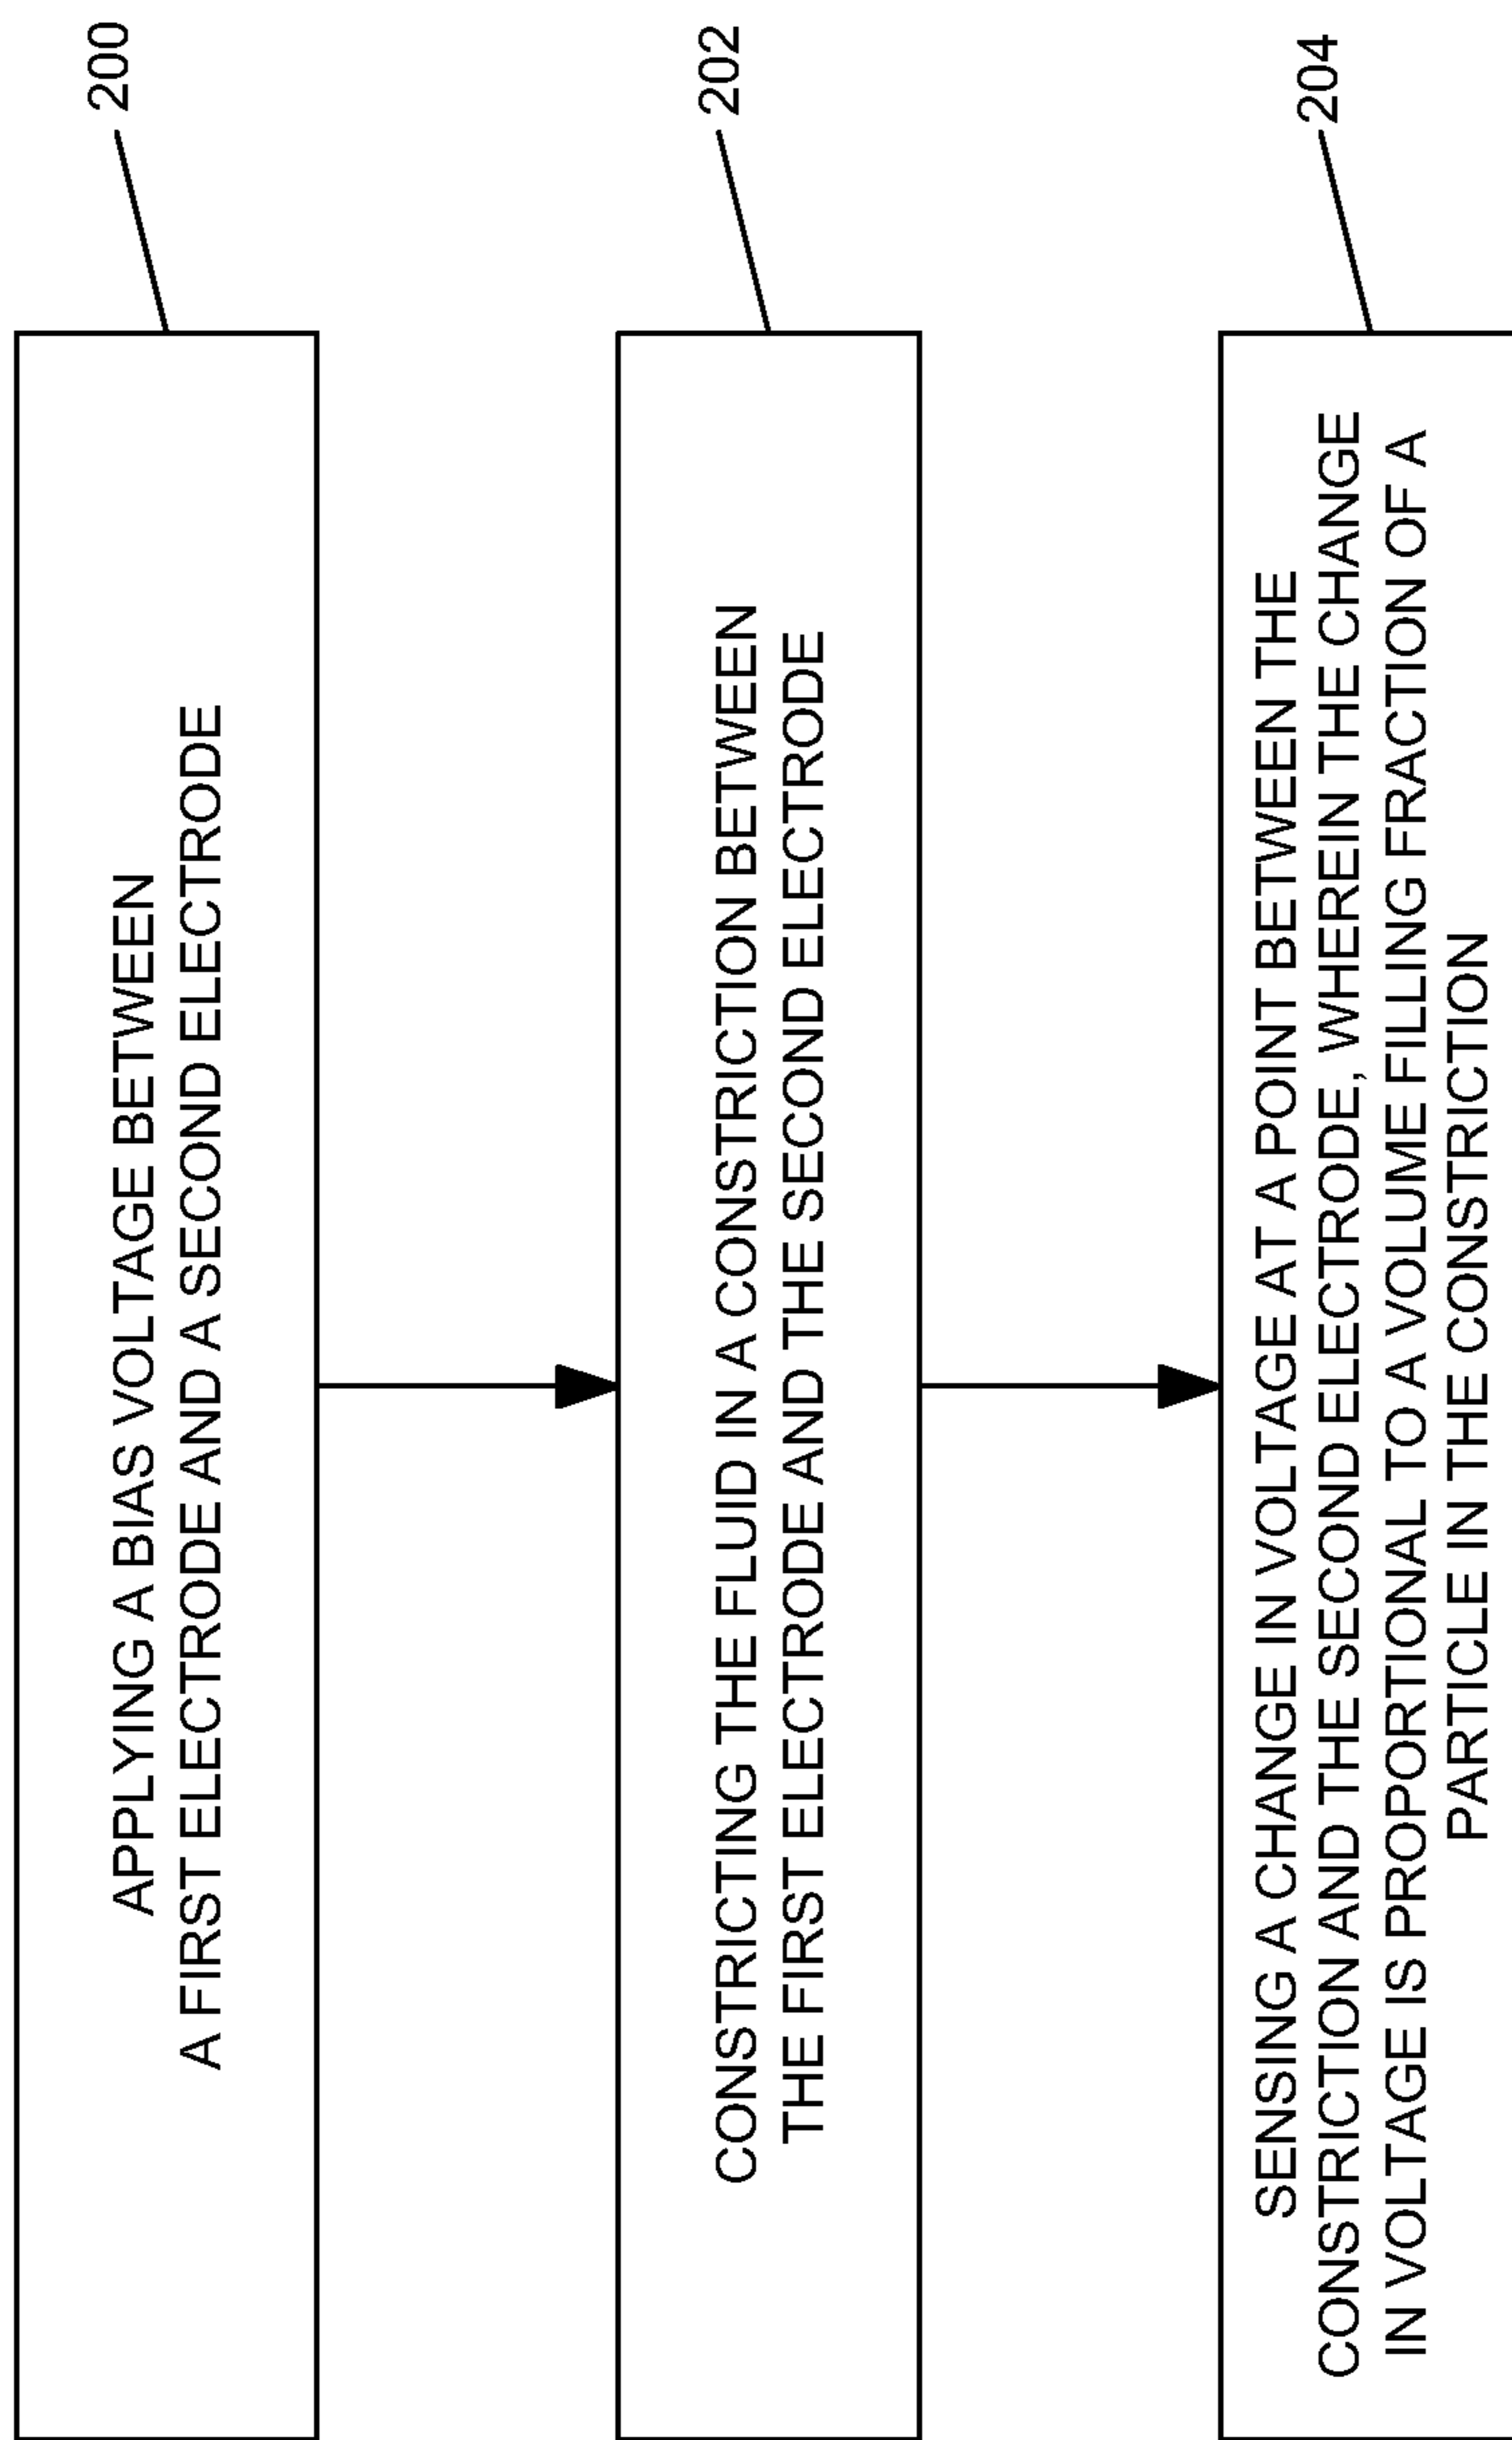 200
APPLYING A BIAS VOLTAGE BETWEEN
A FIRST ELECTRODE AND A SECOND ELECTRODE
202
CONSTRICTING THE FLUID IN A CONSTRICTION BETWEEN
THE FIRST ELECTRODE AND THE SECOND ELECTRODE
204
SENSING A CHANGE IN VOLTAGE AT A POINT BETWEEN THE
CONSTRICTION AND THE SECOND ELECTRODE, WHEREIN THE CHANGE
IN VOLTAGE IS PROPORTIONAL TO A VOLUME FILLING FRACTION OF A
PARTICLE IN THE CONSTRICTION